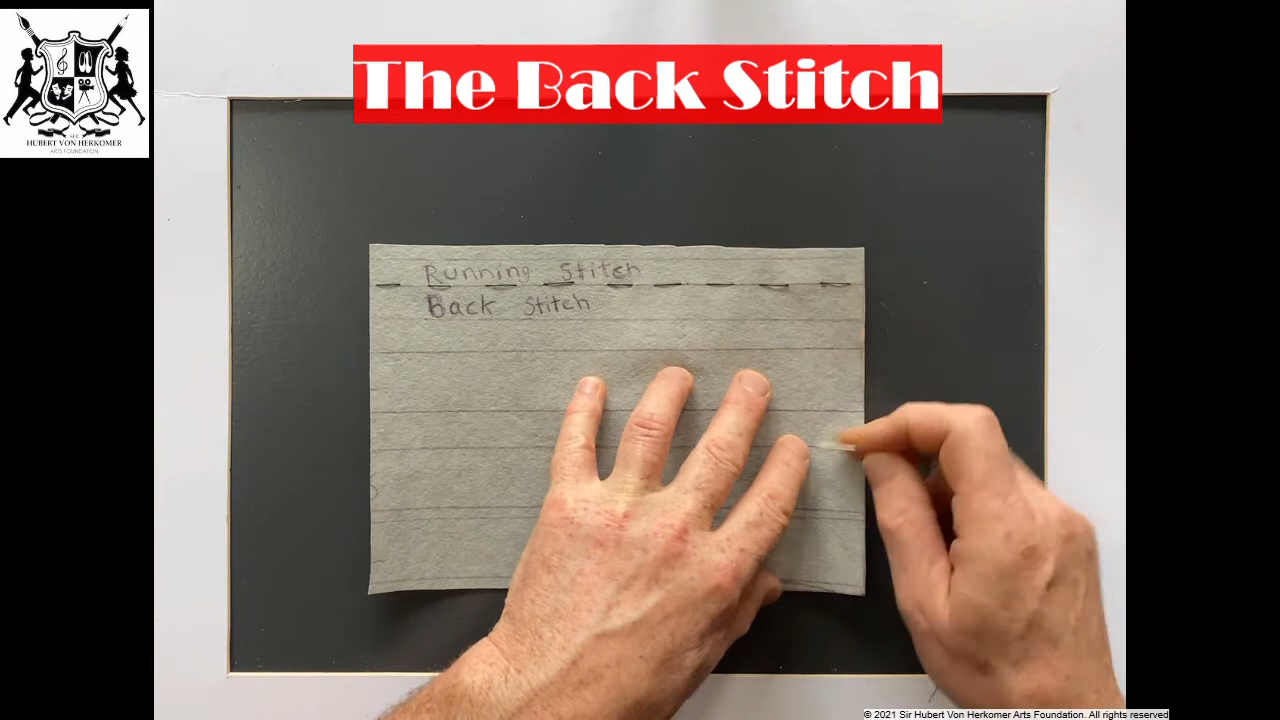 The Back Stitch
SIR
HUBERT VON HERKOMER
ARTS FOUNDATION
Running Stitch
Back Stitch
© 2021 Sir Hubert Von Herkomer Arts Foundation. All rights reserved